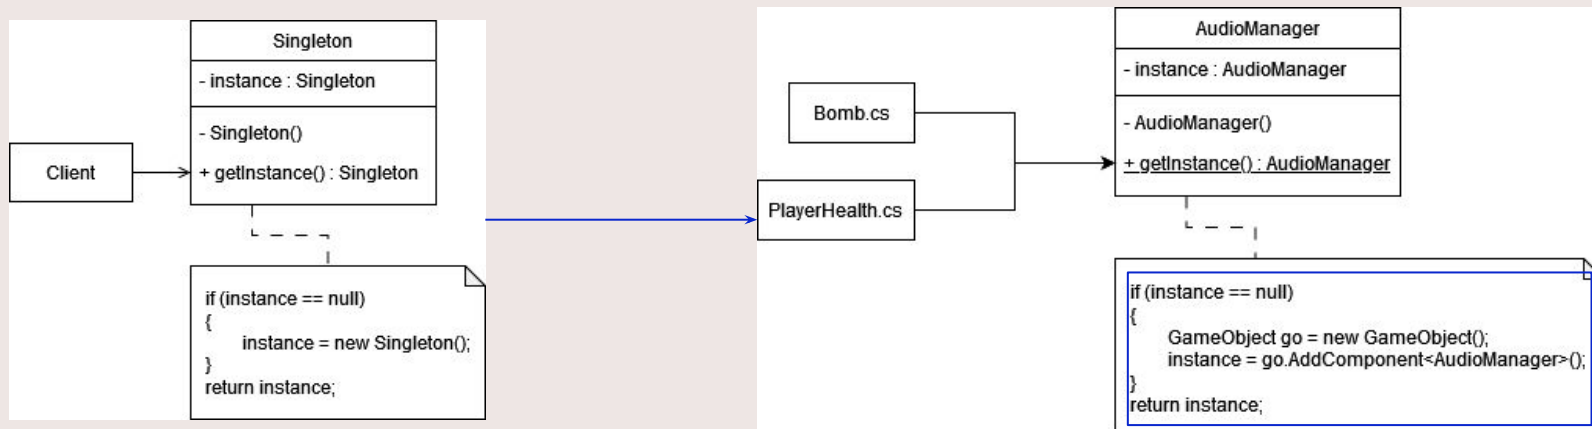 Singleton
- instance : Singleton
- Singleton()
+ getInstance() : Singleton
Client
if (instance == null)
{
instance = new Singleton();
}
return instance;
AudioManager
- instance : AudioManager
- AudioManager()
+ getInstance() : AudioManager
Bomb.cs
PlayerHealth.cs
if (instance == null)
{
GameObject go = new GameObject();
instance = go.AddComponent<AudioManager>();
}
return instance;